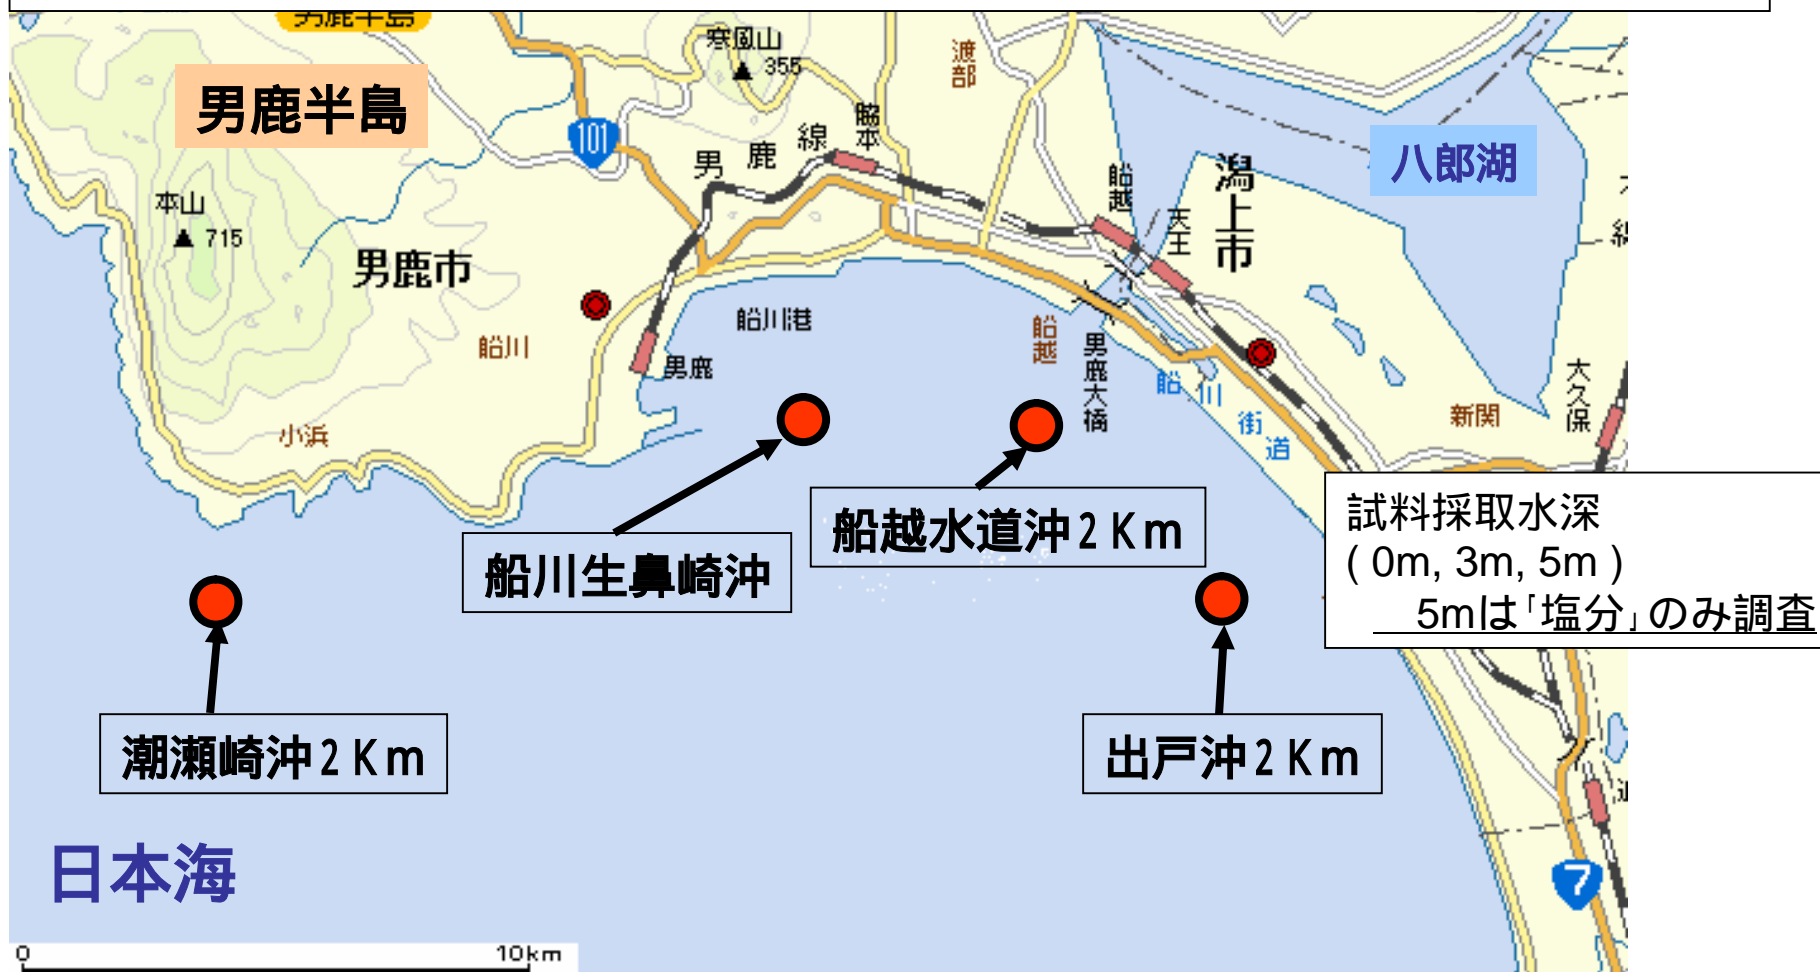 男鹿半島
寒風山
355
渡部
男鹿半島
101
男鹿線
脇本
八郎湖
船越
潟上市
天王
本山
715
男鹿市
船川港
船川
男鹿
船越
男鹿大橋
船川街道
大久保
新関
小浜
試料採取水深
( 0m, 3m, 5m )
5mは｢塩分｣のみ調査
船越水道沖２Ｋｍ
船川生鼻崎沖
潮瀬崎沖２Ｋｍ
出戸沖２Ｋｍ
日本海
7
0 10km